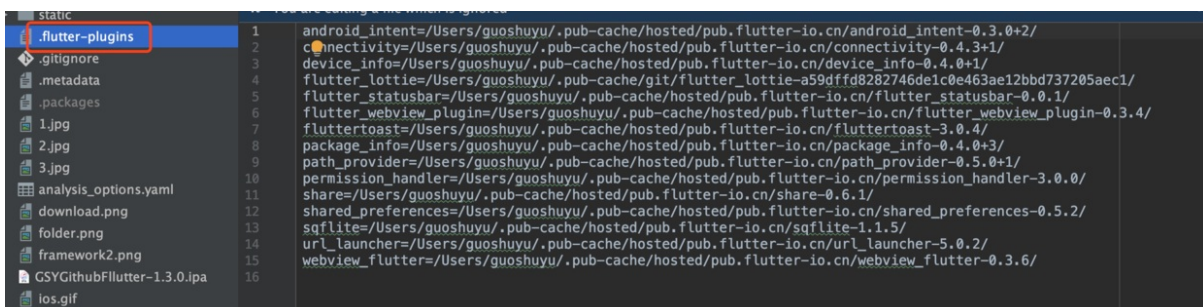 static
You are editing a file which is ignored
.flutter-plugins
.gitignore
.metadata
.packages
1.jpg
2.jpg
3.jpg
analysis_options.yaml
download.png
folder.png
framework2.png
GSYGithubFllutter-1.3.0.ipa
ios.gif
1 android_intent=/Users/guoshuyu/.pub-cache/hosted/pub.flutter-io.cn/android_intent-0.3.0+2/
2 connectivity=/Users/guoshuyu/.pub-cache/hosted/pub.flutter-io.cn/connectivity-0.4.3+1/
3 device_info=/Users/guoshuyu/.pub-cache/hosted/pub.flutter-io.cn/device_info-0.4.0+1/
4 flutter_lottie=/Users/guoshuyu/.pub-cache/git/flutter_lottie-a59dffd8282746de1c0e463ae12bbd737205aec1/
5 flutter_statusbar=/Users/guoshuyu/.pub-cache/hosted/pub.flutter-io.cn/flutter_statusbar-0.0.1/
6 flutter_webview_plugin=/Users/guoshuyu/.pub-cache/hosted/pub.flutter-io.cn/flutter_webview_plugin-0.3.4/
7 fluttertoast=/Users/guoshuyu/.pub-cache/hosted/pub.flutter-io.cn/fluttertoast-3.0.4/
8 package_info=/Users/guoshuyu/.pub-cache/hosted/pub.flutter-io.cn/package_info-0.4.0+3/
9 path_provider=/Users/guoshuyu/.pub-cache/hosted/pub.flutter-io.cn/path_provider-0.5.0+1/
10 permission_handler=/Users/guoshuyu/.pub-cache/hosted/pub.flutter-io.cn/permission_handler-3.0.0/
11 share=/Users/guoshuyu/.pub-cache/hosted/pub.flutter-io.cn/share-0.6.1/
12 shared_preferences=/Users/guoshuyu/.pub-cache/hosted/pub.flutter-io.cn/shared_preferences-0.5.2/
13 sqflite=/Users/guoshuyu/.pub-cache/hosted/pub.flutter-io.cn/sqflite-1.1.5/
14 url_launcher=/Users/guoshuyu/.pub-cache/hosted/pub.flutter-io.cn/url_launcher-5.0.2/
15 webview_flutter=/Users/guoshuyu/.pub-cache/hosted/pub.flutter-io.cn/webview_flutter-0.3.6/
16